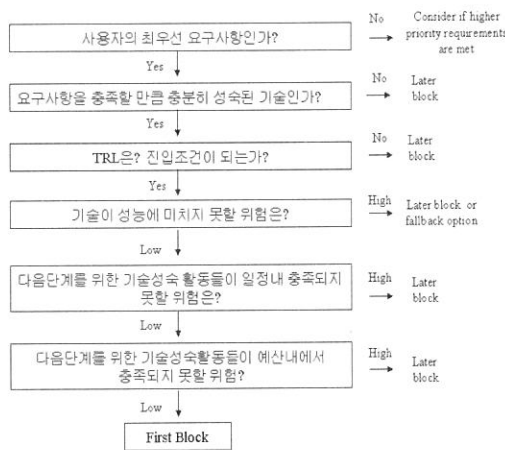 사용자의 최우선 요구사항인가?
No
Consider if higher
priority requirements
are met
Yes
요구사항을 충족할 만큼 충분히 성숙된 기술인가?
No
Later
block
Yes
TRL은? 진입조건이 되는가?
No
Later
block
Yes
기술이 성능에 미치지 못할 위험은?
High
Later block or
fallback option
Low
다음단계를 위한 기술성숙 활동들이 일정내 충족되지
못할 위험은?
High
Later
block
Low
다음단계를 위한 기술성숙활동들이 예산내에서
충족되지 못할 위험?
High
Later
block
Low
First Block